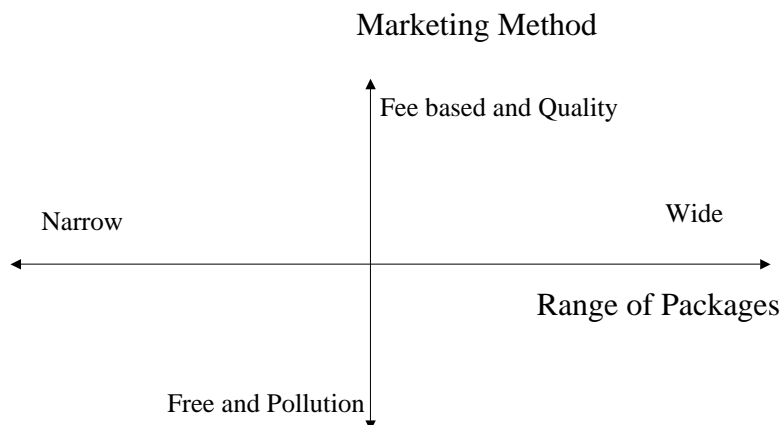 Marketing Method
Fee based and Quality
Narrow
Wide
Range of Packages
Free and Pollution